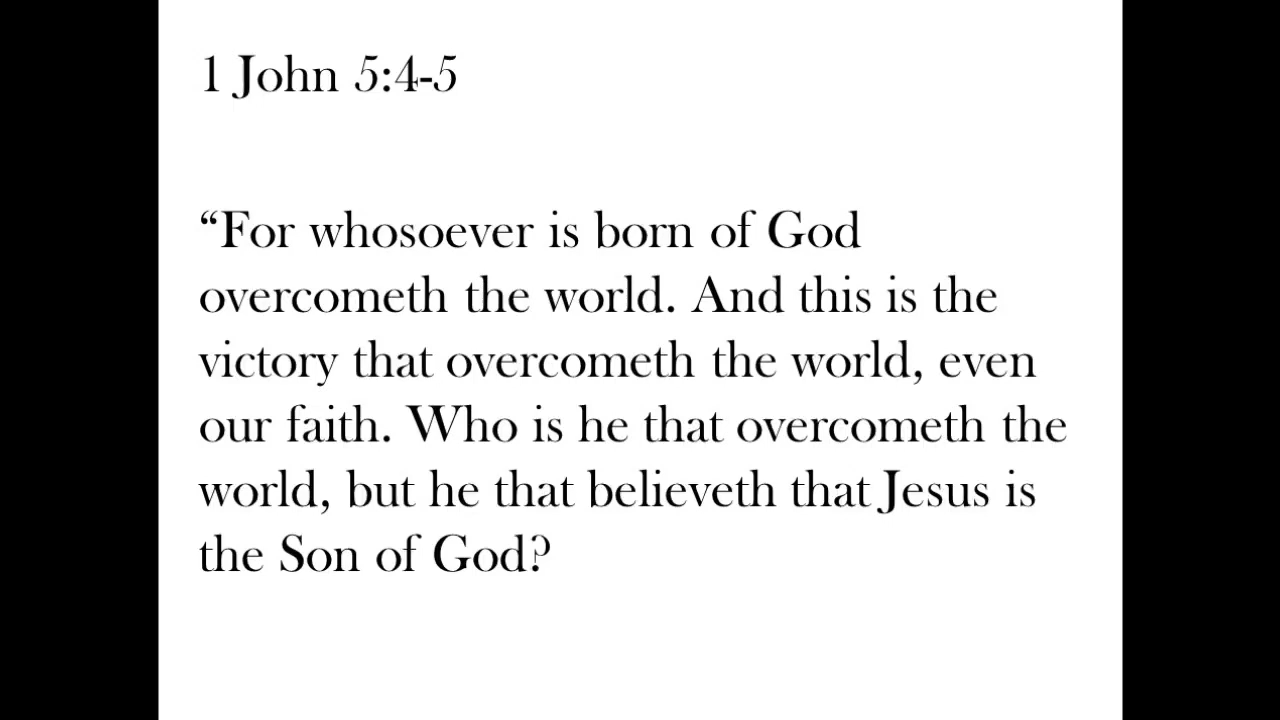 1 John 5:4-5
“For whosoever is born of God
overcometh the world. And this is the
victory that overcometh the world, even
our faith. Who is he that overcometh the
world, but he that believeth that Jesus is
the Son of God?